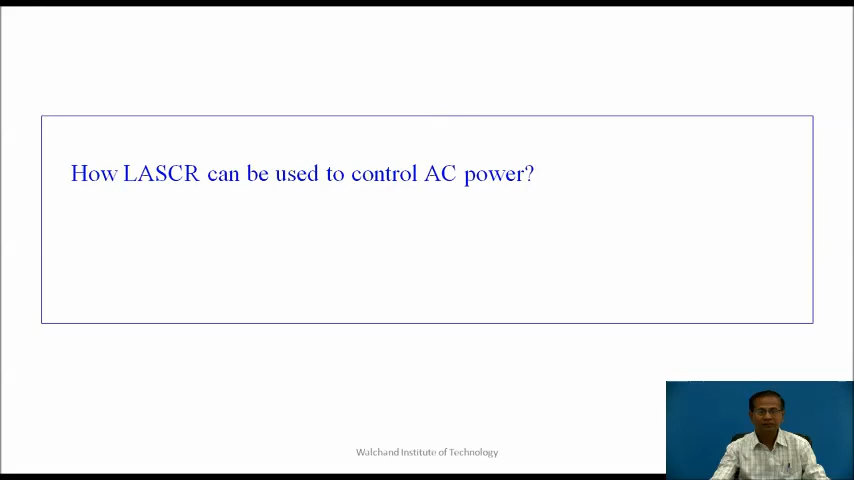 How LASCR can be used to control AC power?
Walchand Institute of Technology